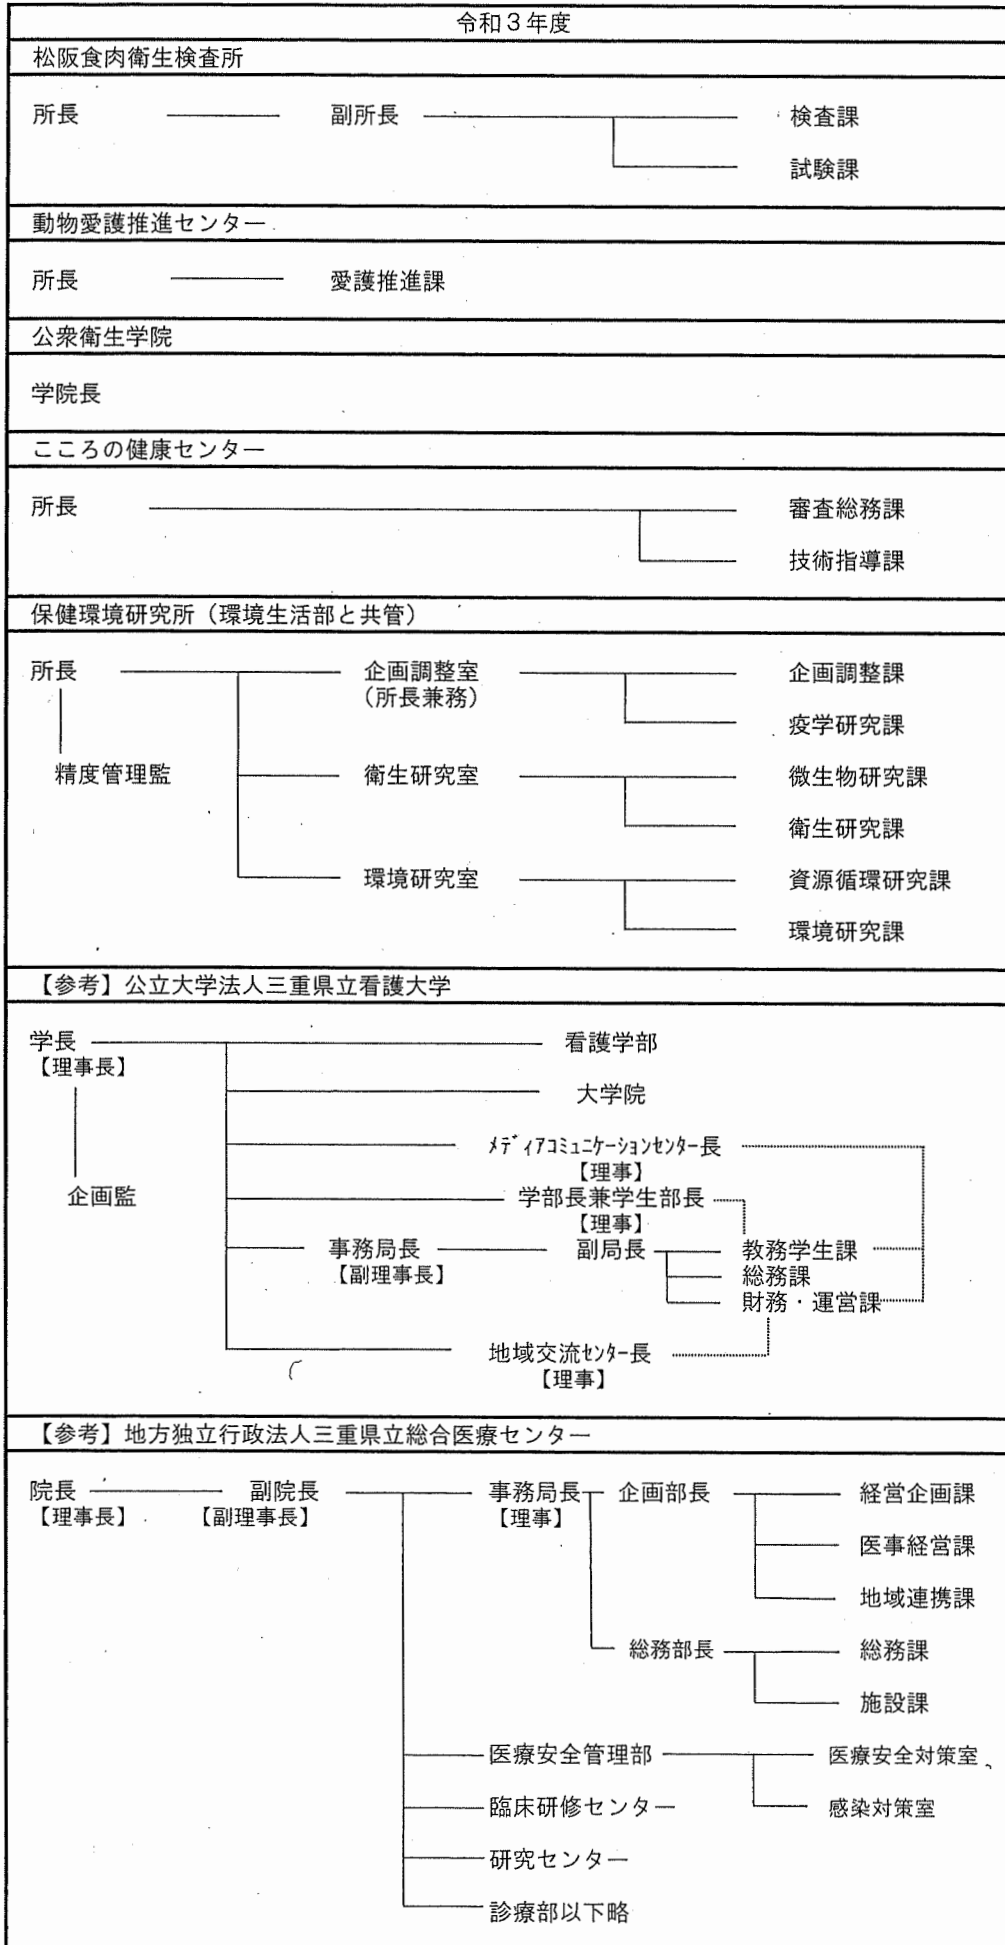 令和３年度
松阪食肉衛生検査所
所長 副所長 検査課
試験課
動物愛護推進センター
所長 愛護推進課
公衆衛生学院
学院長
こころの健康センター
所長 審査総務課
技術指導課
保健環境研究所（環境生活部と共管）
所長 企画調整室 企画調整課
（所長兼務）
疫学研究課
精度管理監 衛生研究室 微生物研究課
衛生研究課
環境研究室 資源循環研究課
環境研究課
【参考】公立大学法人三重県立看護大学
学長 看護学部
【理事長】
大学院
ﾒﾃﾞｨｱｺﾐｭﾆｹｰｼｮﾝｾﾝﾀｰ長
【理事】
企画監 学部長兼学生部長
【理事】
事務局長 副局長 教務学生課
【副理事長】 総務課
財務・運営課
地域交流ｾﾝﾀｰ長
【理事】
【参考】地方独立行政法人三重県立総合医療センター
院長 副院長 事務局長 企画部長 経営企画課
【理事長】 【副理事長】 【理事】
医事経営課
地域連携課
総務部長 総務課
施設課
医療安全管理部 医療安全対策室
臨床研修センター 感染対策室
研究センター
診療部以下略